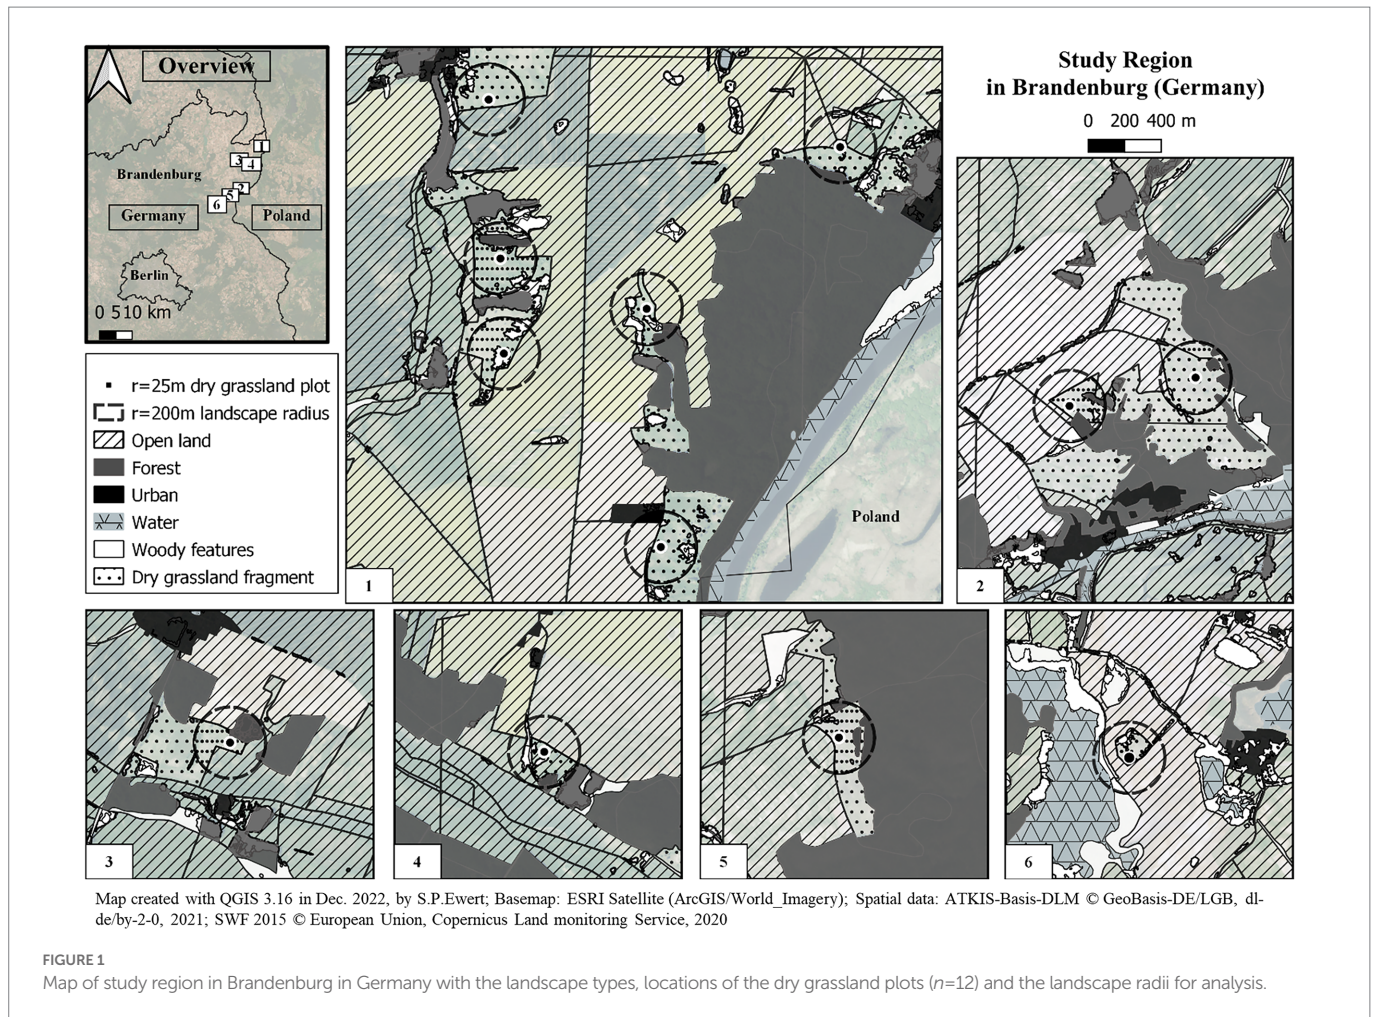 Overview
Brandenburg
Germany
Poland
Berlin
0 510 km
1
3
4
2
5
6
r=25m dry grassland plot
r=200m landscape radius
Open land
Forest
Urban
Water
Woody features
Dry grassland fragment
Poland
1
Study Region
in Brandenburg (Germany)
0 200 400 m
2
3
4
5
6
Map created with QGIS 3.16 in Dec. 2022, by S.P.Ewert; Basemap: ESRI Satellite (ArcGIS/World_Imagery); Spatial data: ATKIS-Basis-DLM © GeoBasis-DE/LGB, dl-
de/by-2-0, 2021; SWF 2015 © European Union, Copernicus Land monitoring Service, 2020
FIGURE 1
Map of study region in Brandenburg in Germany with the landscape types, locations of the dry grassland plots (n=12) and the landscape radii for analysis.